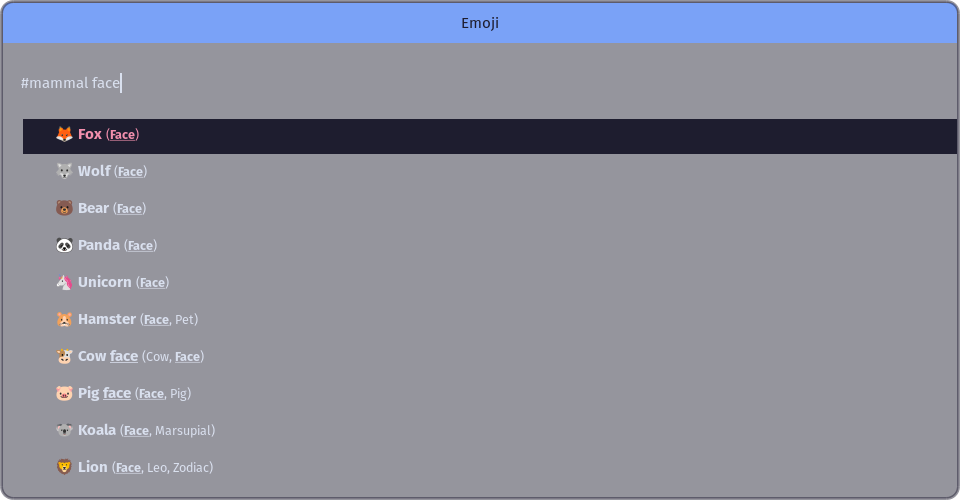 Emoji
#mammal face
🦊 Fox (Face)
🐺 Wolf (Face)
🐻 Bear (Face)
🐼 Panda (Face)
🦄 Unicorn (Face)
🐹 Hamster (Face, Pet)
🐮 Cow face (Cow, Face)
🐷 Pig face (Face, Pig)
🐨 Koala (Face, Marsupial)
🦁 Lion (Face, Leo, Zodiac)